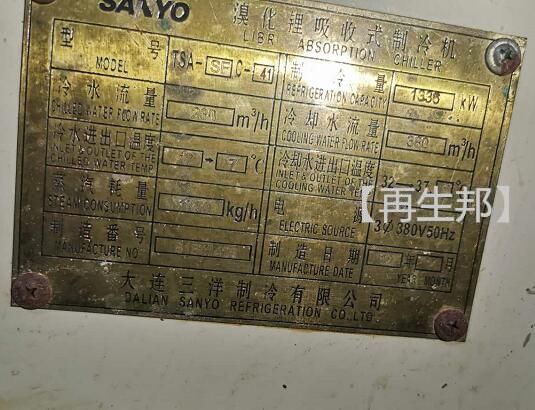 SANYO 溴化锂吸收式制冷机
LIBR ABSORPTION CHILLER
型号 MODEL TSA-SE C-41
制冷量 REFRIGERATION CAPACITY kW
冷水流量 CHILLED WATER FLOW RATE m³/h
冷却水流量 COOLING WATER FLOW RATE m³/h
冷水进出口温度 INLET & OUTLET OF THE CHILLED WATER TEMP → 7 ℃
冷却水进出口温度 INLET & OUTLET OF THE COOLING WATER TEMP
蒸汽耗量 STEAM CONSUMPTION kg/h
电源 ELECTRIC SOURCE 3Φ380V50Hz
制造番号 MANUFACTURE NO
制造日期 MANUFACTURE DATE 年 月 YEAR MONTH
大连三洋制冷有限公司
DALIAN SANYO REFRIGERATION CO.,LTD.
【再生邦】